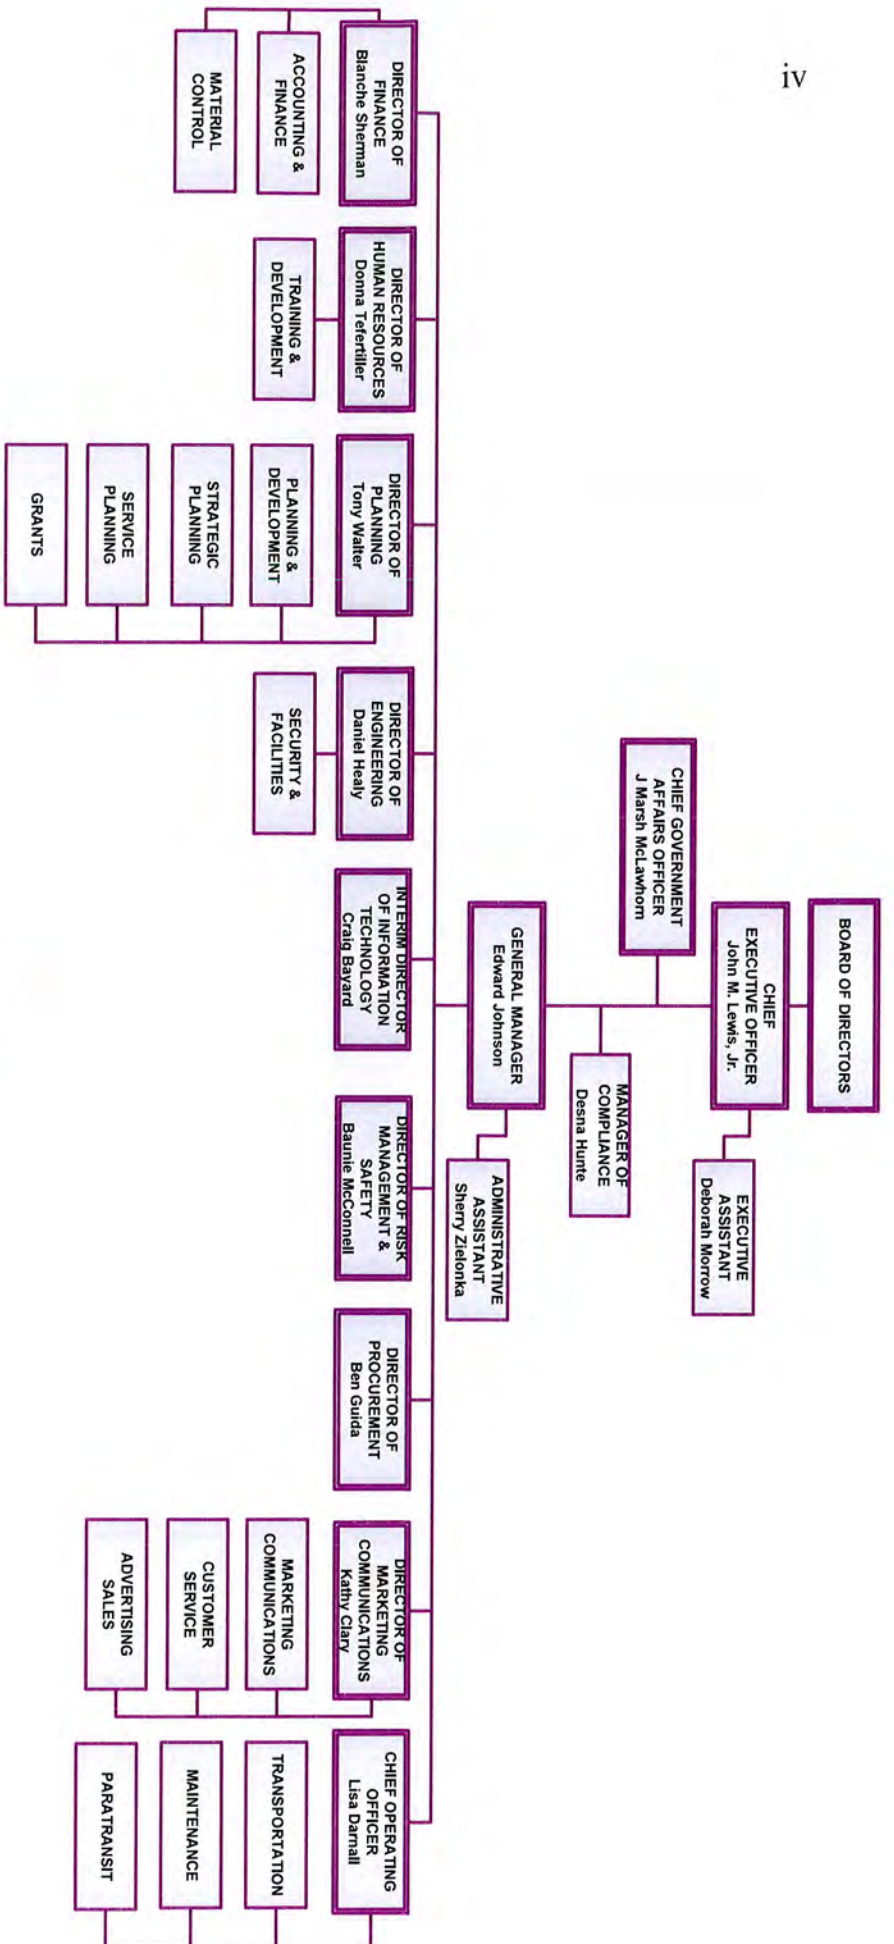 iv
BOARD OF DIRECTORS
CHIEF
EXECUTIVE OFFICER
John M. Lewis, Jr.
EXECUTIVE
ASSISTANT
Deborah Morrow
CHIEF GOVERNMENT
AFFAIRS OFFICER
J Marsh McLawhorn
MANAGER OF
COMPLIANCE
Desna Hunte
GENERAL MANAGER
Edward Johnson
ADMINISTRATIVE
ASSISTANT
Sherry Zielonka
DIRECTOR OF
FINANCE
Blanche Sherman
ACCOUNTING &
FINANCE
MATERIAL
CONTROL
DIRECTOR OF
HUMAN RESOURCES
Donna Tefertiller
TRAINING &
DEVELOPMENT
DIRECTOR OF
PLANNING
Tony Walter
PLANNING &
DEVELOPMENT
STRATEGIC
PLANNING
SERVICE
PLANNING
GRANTS
DIRECTOR OF
ENGINEERING
Daniel Healy
SECURITY &
FACILITIES
INTERIM DIRECTOR
OF INFORMATION
TECHNOLOGY
Craig Bayard
DIRECTOR OF RISK
MANAGEMENT &
SAFETY
Baunie McConnell
DIRECTOR OF
PROCUREMENT
Ben Guida
DIRECTOR OF
MARKETING
COMMUNICATIONS
Kathy Clary
MARKETING
COMMUNICATIONS
CUSTOMER
SERVICE
ADVERTISING
SALES
CHIEF OPERATING
OFFICER
Lisa Darnall
TRANSPORTATION
MAINTENANCE
PARATRANSIT